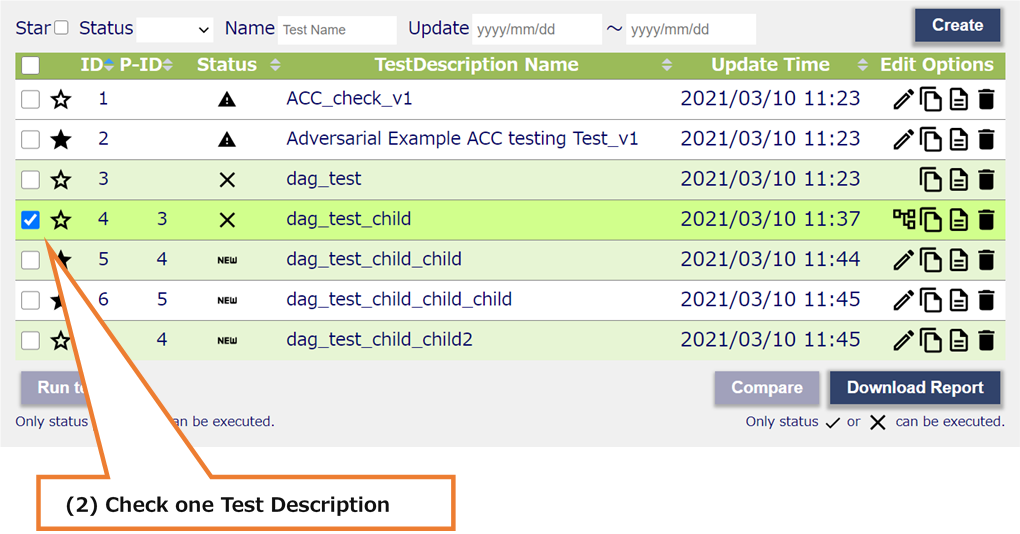 Star Status Name Test Name Update yyyy/mm/dd ～ yyyy/mm/dd Create
ID P-ID Status TestDescription Name Update Time Edit Options
1 ACC_check_v1 2021/03/10 11:23
2 Adversarial Example ACC testing Test_v1 2021/03/10 11:23
3 dag_test 2021/03/10 11:23
4 3 dag_test_child 2021/03/10 11:37
5 4 NEW dag_test_child_child 2021/03/10 11:44
6 5 NEW dag_test_child_child_child 2021/03/10 11:45
4 NEW dag_test_child_child2 2021/03/10 11:45
Run Compare Download Report
Only status can be executed. Only status or can be executed.
(2) Check one Test Description